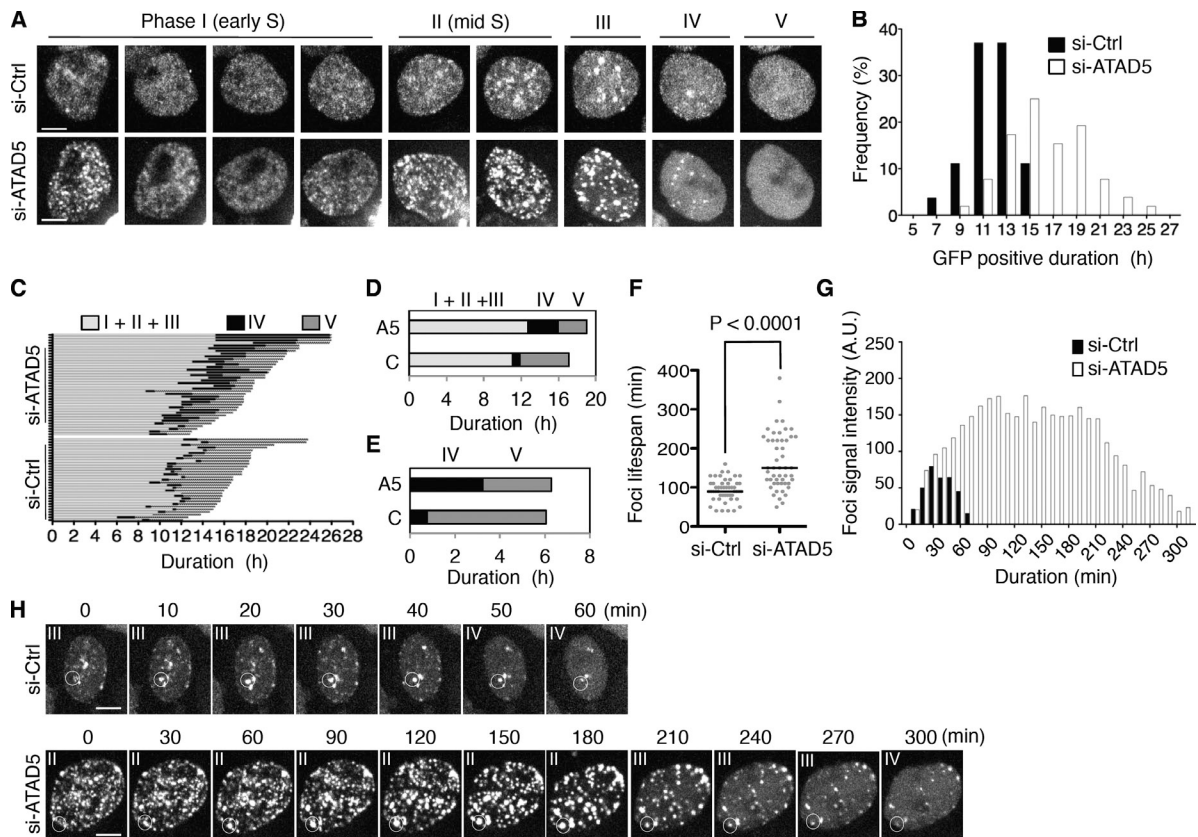 A
Phase I (early S)
II (mid S)
III
IV
V
si-Ctrl
si-ATAD5
B
si-Ctrl
si-ATAD5
Frequency (%)
40
30
20
10
0
5 7 9 11 13 15 17 19 21 23 25 27
GFP positive duration (h)
C
I + II + III
IV
V
si-ATAD5
si-Ctrl
0 2 4 6 8 10 12 14 16 18 20 22 24 26 28
Duration (h)
D
I + II +III IV V
A5
C
0 4 8 12 16 20
Duration (h)
E
IV V
A5
C
0 2 4 6 8
Duration (h)
F
P < 0.0001
Foci lifespan (min)
400
300
200
100
0
si-Ctrl si-ATAD5
G
si-Ctrl
si-ATAD5
Foci signal intensity (A.U.)
250
200
150
100
50
0
0 30 60 90 120 150 180 210 240 270 300
Duration (min)
H
0 10 20 30 40 50 60 (min)
si-Ctrl
III III III III III IV IV
0 30 60 90 120 150 180 210 240 270 300 (min)
si-ATAD5
II II II II II II II III III III IV